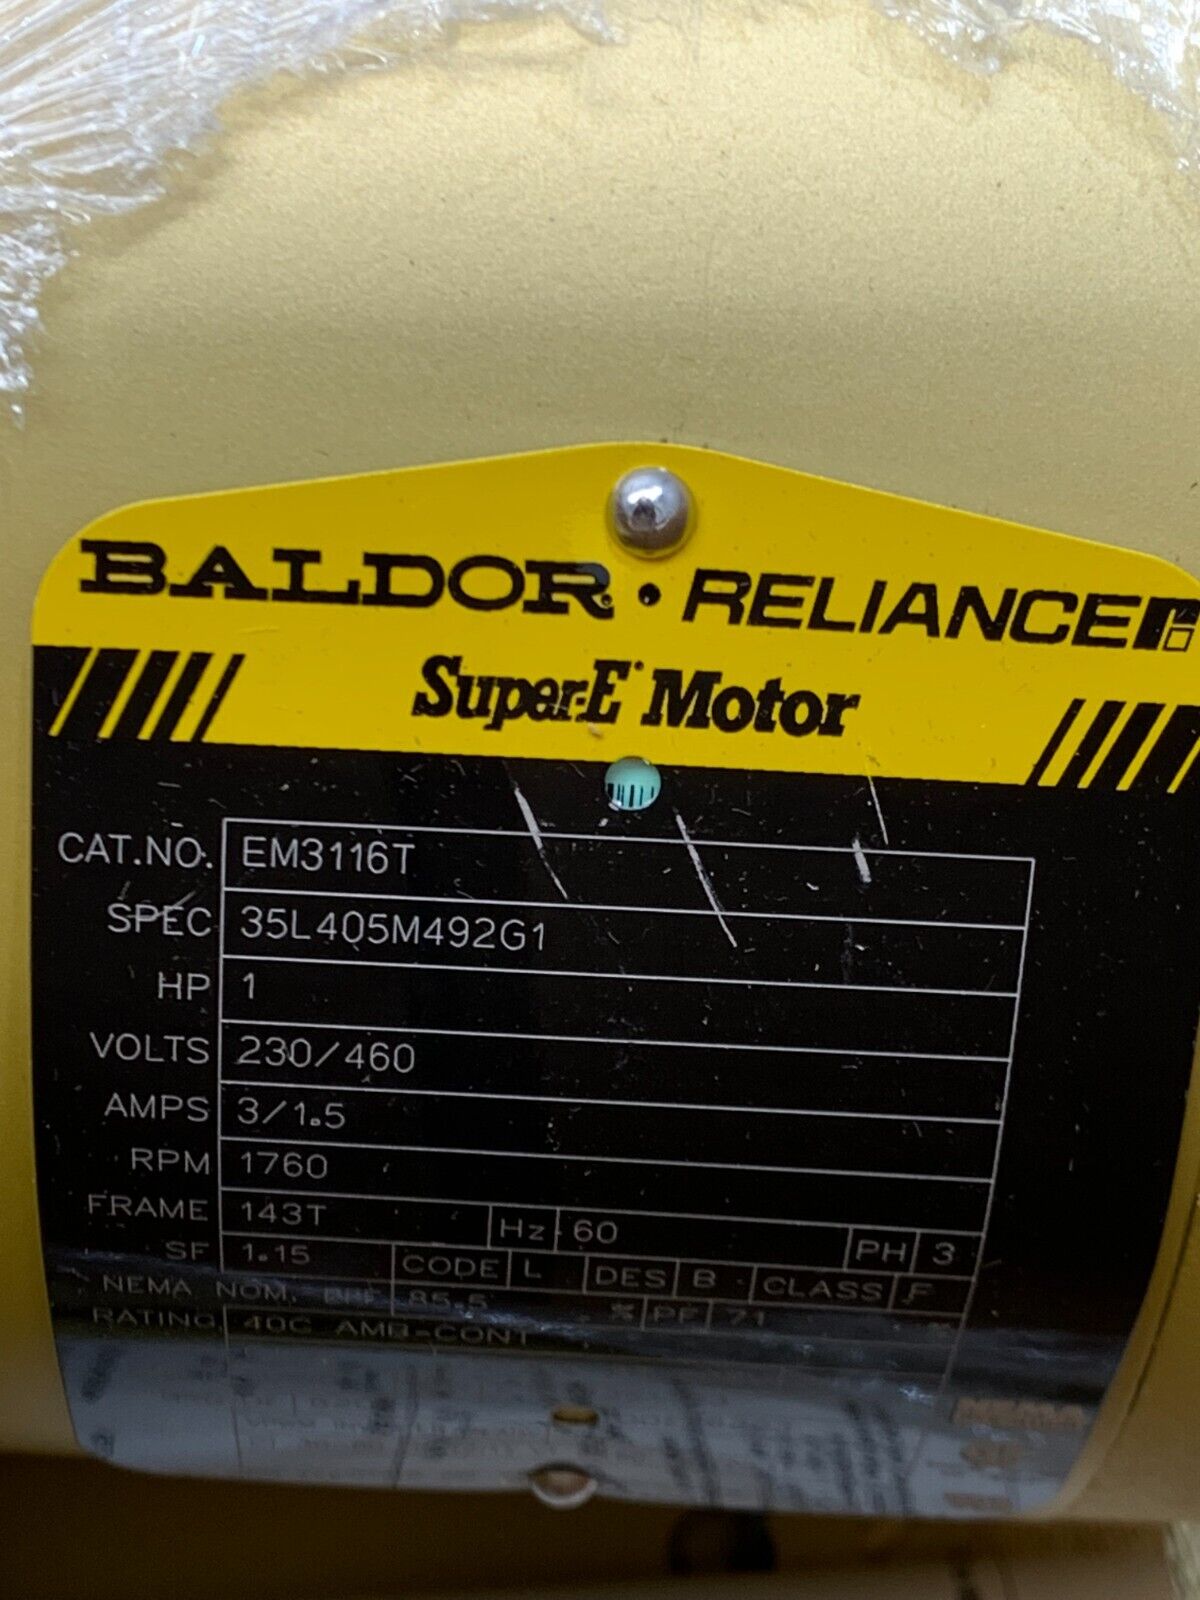 BALDOR • RELIANCE
Super-E Motor
CAT.NO. EM3116T
SPEC 35L405M492G1
HP 1
VOLTS 230/460
AMPS 3/1.5
RPM 1760
FRAME 143T Hz 60 PH 3
SF 1.15 CODE L DES B CLASS F
NEMA NOM. EFF 85.5 % PF 71 %
RATING 40C AMB-CONT